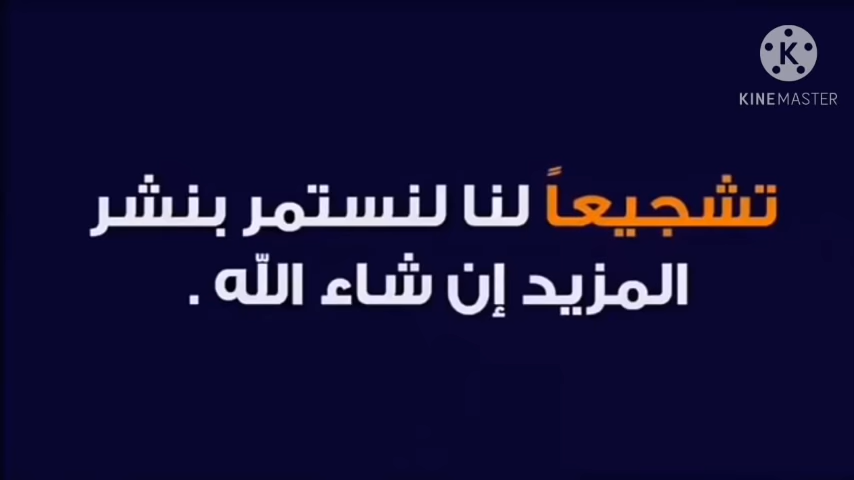 KINEMASTER
تشجيعاً لنا لنستمر بنشر
المزيد إن شاء الله .